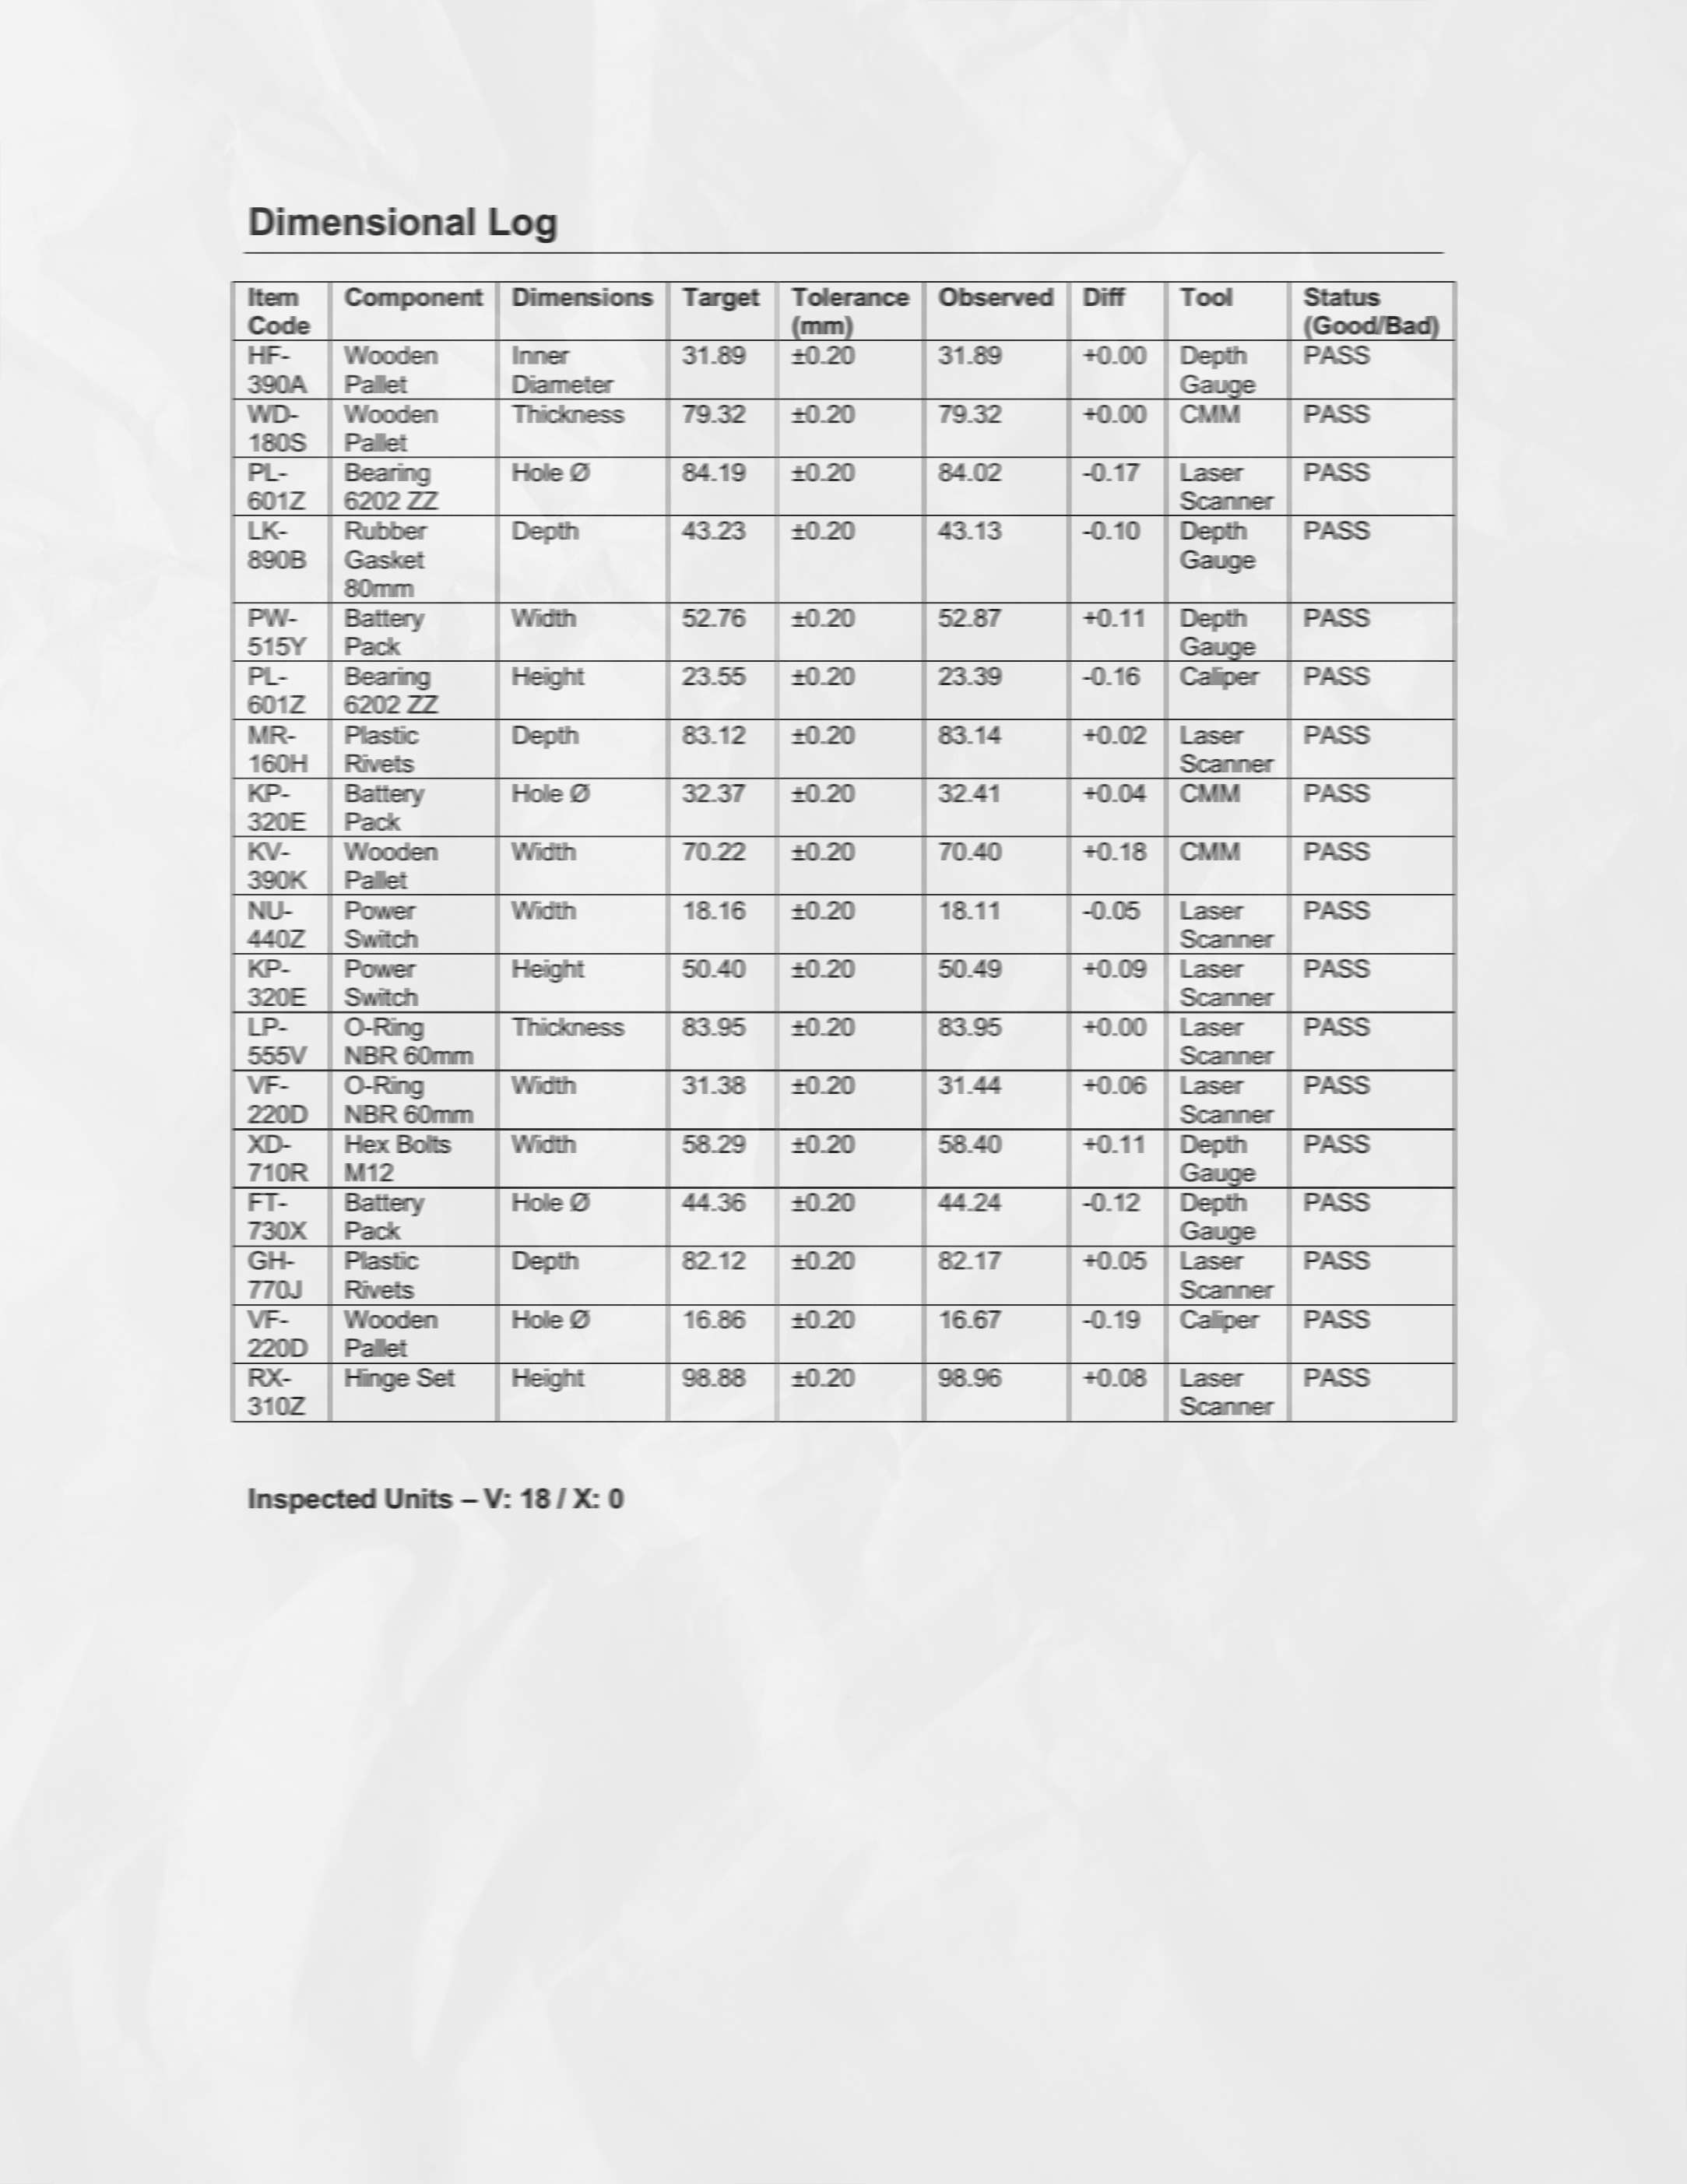 Dimensional Log
Item Code Component Dimensions Target Tolerance (mm) Observed Diff Tool Status (Good/Bad)
HF-390A Wooden Pallet Inner Diameter 31.89 ±0.20 31.89 +0.00 Depth Gauge PASS
WD-180S Wooden Pallet Thickness 79.32 ±0.20 79.32 +0.00 CMM PASS
PL-601Z Bearing 6202 ZZ Hole Ø 84.19 ±0.20 84.02 -0.17 Laser Scanner PASS
LK-890B Rubber Gasket 80mm Depth 43.23 ±0.20 43.13 -0.10 Depth Gauge PASS
PW-515Y Battery Pack Width 52.76 ±0.20 52.87 +0.11 Depth Gauge PASS
PL-601Z Bearing 6202 ZZ Height 23.55 ±0.20 23.39 -0.16 Caliper PASS
MR-160H Plastic Rivets Depth 83.12 ±0.20 83.14 +0.02 Laser Scanner PASS
KP-320E Battery Pack Hole Ø 32.37 ±0.20 32.41 +0.04 CMM PASS
KV-390K Wooden Pallet Width 70.22 ±0.20 70.40 +0.18 CMM PASS
NU-440Z Power Switch Width 18.16 ±0.20 18.11 -0.05 Laser Scanner PASS
KP-320E Power Switch Height 50.40 ±0.20 50.49 +0.09 Laser Scanner PASS
LP-555V O-Ring NBR 60mm Thickness 83.95 ±0.20 83.95 +0.00 Laser Scanner PASS
VF-220D O-Ring NBR 60mm Width 31.38 ±0.20 31.44 +0.06 Laser Scanner PASS
XD-710R Hex Bolts M12 Width 58.29 ±0.20 58.40 +0.11 Depth Gauge PASS
FT-730X Battery Pack Hole Ø 44.36 ±0.20 44.24 -0.12 Depth Gauge PASS
GH-770J Plastic Rivets Depth 82.12 ±0.20 82.17 +0.05 Laser Scanner PASS
VF-220D Wooden Pallet Hole Ø 16.86 ±0.20 16.67 -0.19 Caliper PASS
RX-310Z Hinge Set Height 98.88 ±0.20 98.96 +0.08 Laser Scanner PASS
Inspected Units – V: 18 / X: 0